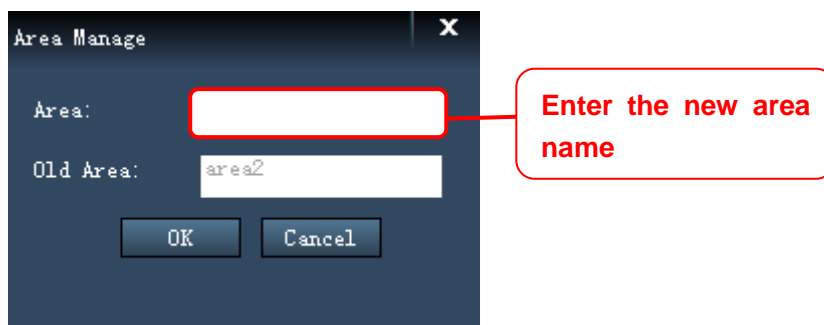 Area Manage
X
Area:
Enter the new area
name
Old Area:
area2
OK
Cancel